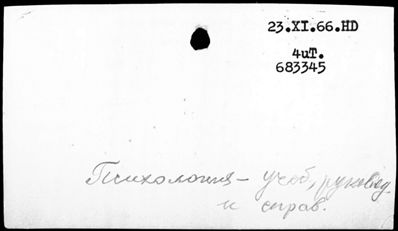 23.XI.66.HD
4uT.
683345
Психология – учеб., руковод.
и справ.